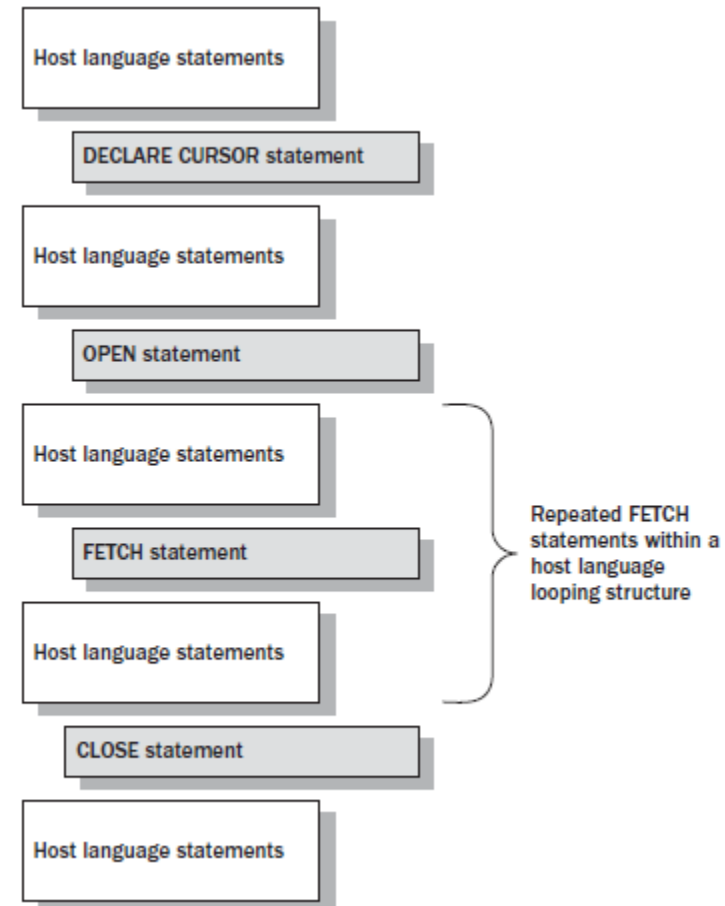 Host language statements
DECLARE CURSOR statement
Host language statements
OPEN statement
Host language statements
FETCH statement
Repeated FETCH
statements within a
host language
looping structure
Host language statements
CLOSE statement
Host language statements